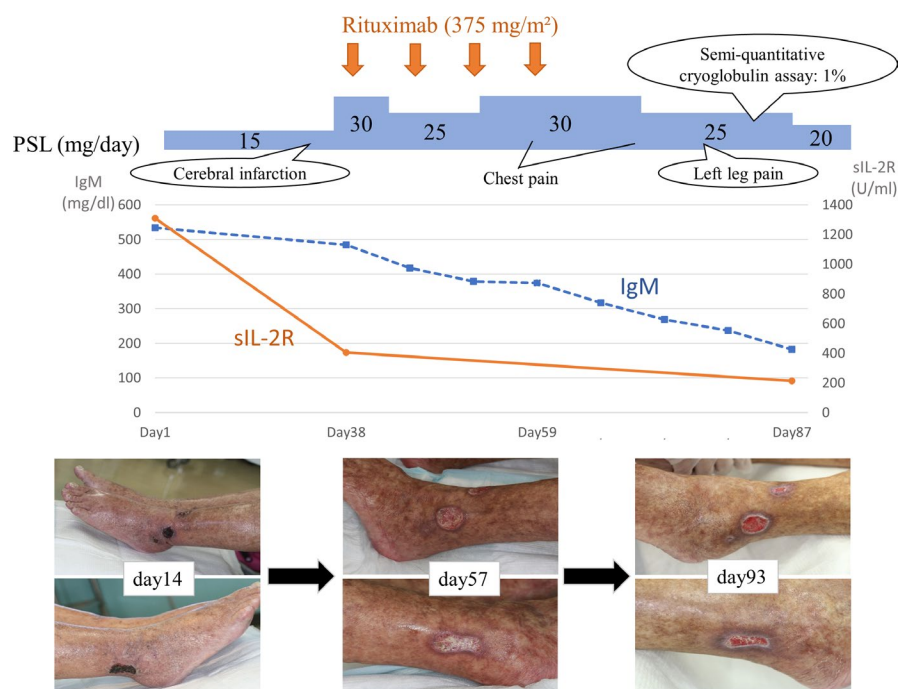 Rituximab (375 mg/m²)
Semi-quantitative
cryoglobulin assay: 1%
PSL (mg/day)
15
30
25
30
25
20
Cerebral infarction
Chest pain
Left leg pain
IgM
(mg/dl)
sIL-2R
(U/ml)
600
500
400
300
200
100
0
1400
1200
1000
800
600
400
200
0
IgM
sIL-2R
Day1
Day38
Day59
Day87
day14
day57
day93